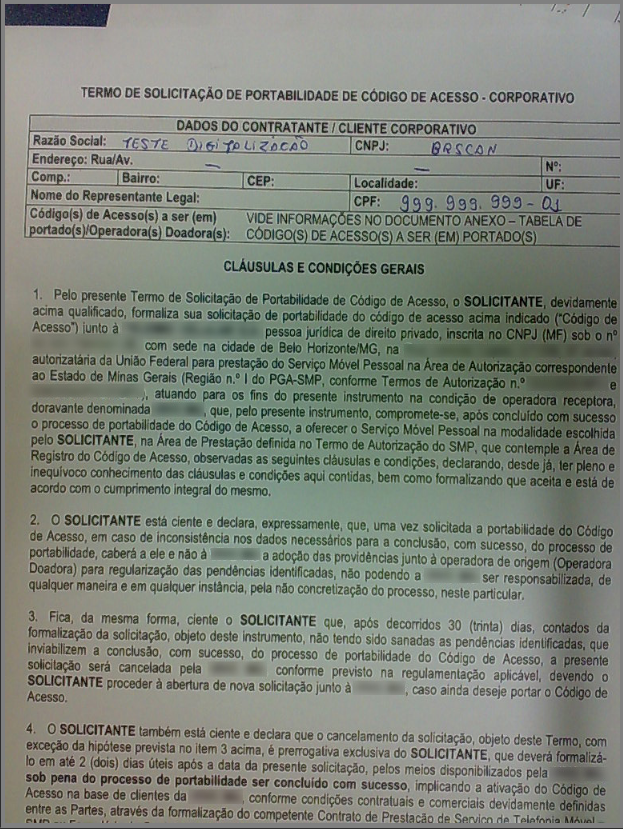 TERMO DE SOLICITAÇÃO DE PORTABILIDADE DE CÓDIGO DE ACESSO - CORPORATIVO
DADOS DO CONTRATANTE / CLIENTE CORPORATIVO
Razão Social: TESTE DIGITALIZAÇÃO CNPJ: BRSCAN
Endereço: Rua/Av. — — Nº:
Comp.: Bairro: CEP: Localidade: UF:
Nome do Representante Legal: CPF: 999.999.999-01
Código(s) de Acesso(s) a ser (em) VIDE INFORMAÇÕES NO DOCUMENTO ANEXO – TABELA DE
portado(s)/Operadora(s) Doadora(s): CÓDIGO(S) DE ACESSO(S) A SER (EM) PORTADO(S)
CLÁUSULAS E CONDIÇÕES GERAIS
1. Pelo presente Termo de Solicitação de Portabilidade de Código de Acesso, o SOLICITANTE, devidamente
acima qualificado, formaliza sua solicitação de portabilidade do código de acesso acima indicado ("Código de
Acesso") junto à pessoa jurídica de direito privado, inscrita no CNPJ (MF) sob o nº
com sede na cidade de Belo Horizonte/MG, na
autorizatária da União Federal para prestação do Serviço Móvel Pessoal na Área de Autorização correspondente
ao Estado de Minas Gerais (Região n.º I do PGA-SMP, conforme Termos de Autorização n.º e
), atuando para os fins do presente instrumento na condição de operadora receptora,
doravante denominada , que, pelo presente instrumento, compromete-se, após concluído com sucesso
o processo de portabilidade do Código de Acesso, a oferecer o Serviço Móvel Pessoal na modalidade escolhida
pelo SOLICITANTE, na Área de Prestação definida no Termo de Autorização do SMP, que contemple a Área de
Registro do Código de Acesso, observadas as seguintes cláusulas e condições, declarando, desde já, ter pleno e
inequívoco conhecimento das cláusulas e condições aqui contidas, bem como formalizando que aceita e está de
acordo com o cumprimento integral do mesmo.
2. O SOLICITANTE está ciente e declara, expressamente, que, uma vez solicitada a portabilidade do Código
de Acesso, em caso de inconsistência nos dados necessários para a conclusão, com sucesso, do processo de
portabilidade, caberá a ele e não à a adoção das providências junto à operadora de origem (Operadora
Doadora) para regularização das pendências identificadas, não podendo a ser responsabilizada, de
qualquer maneira e em qualquer instância, pela não concretização do processo, neste particular.
3. Fica, da mesma forma, ciente o SOLICITANTE que, após decorridos 30 (trinta) dias, contados da
formalização da solicitação, objeto deste instrumento, não tendo sido sanadas as pendências identificadas, que
inviabilizem a conclusão, com sucesso, do processo de portabilidade do Código de Acesso, a presente
solicitação será cancelada pela conforme previsto na regulamentação aplicável, devendo o
SOLICITANTE proceder à abertura de nova solicitação junto à , caso ainda deseje portar o Código de
Acesso.
4. O SOLICITANTE também está ciente e declara que o cancelamento da solicitação, objeto deste Termo, com
exceção da hipótese prevista no item 3 acima, é prerrogativa exclusiva do SOLICITANTE, que deverá formalizá-
lo em até 2 (dois) dias úteis após a data da presente solicitação, pelos meios disponibilizados pela
sob pena do processo de portabilidade ser concluído com sucesso, implicando a ativação do Código de
Acesso na base de clientes da , conforme condições contratuais e comerciais devidamente definidas
entre as Partes, através da formalização do competente Contrato de Prestação de Serviço de Telefonia Móvel –